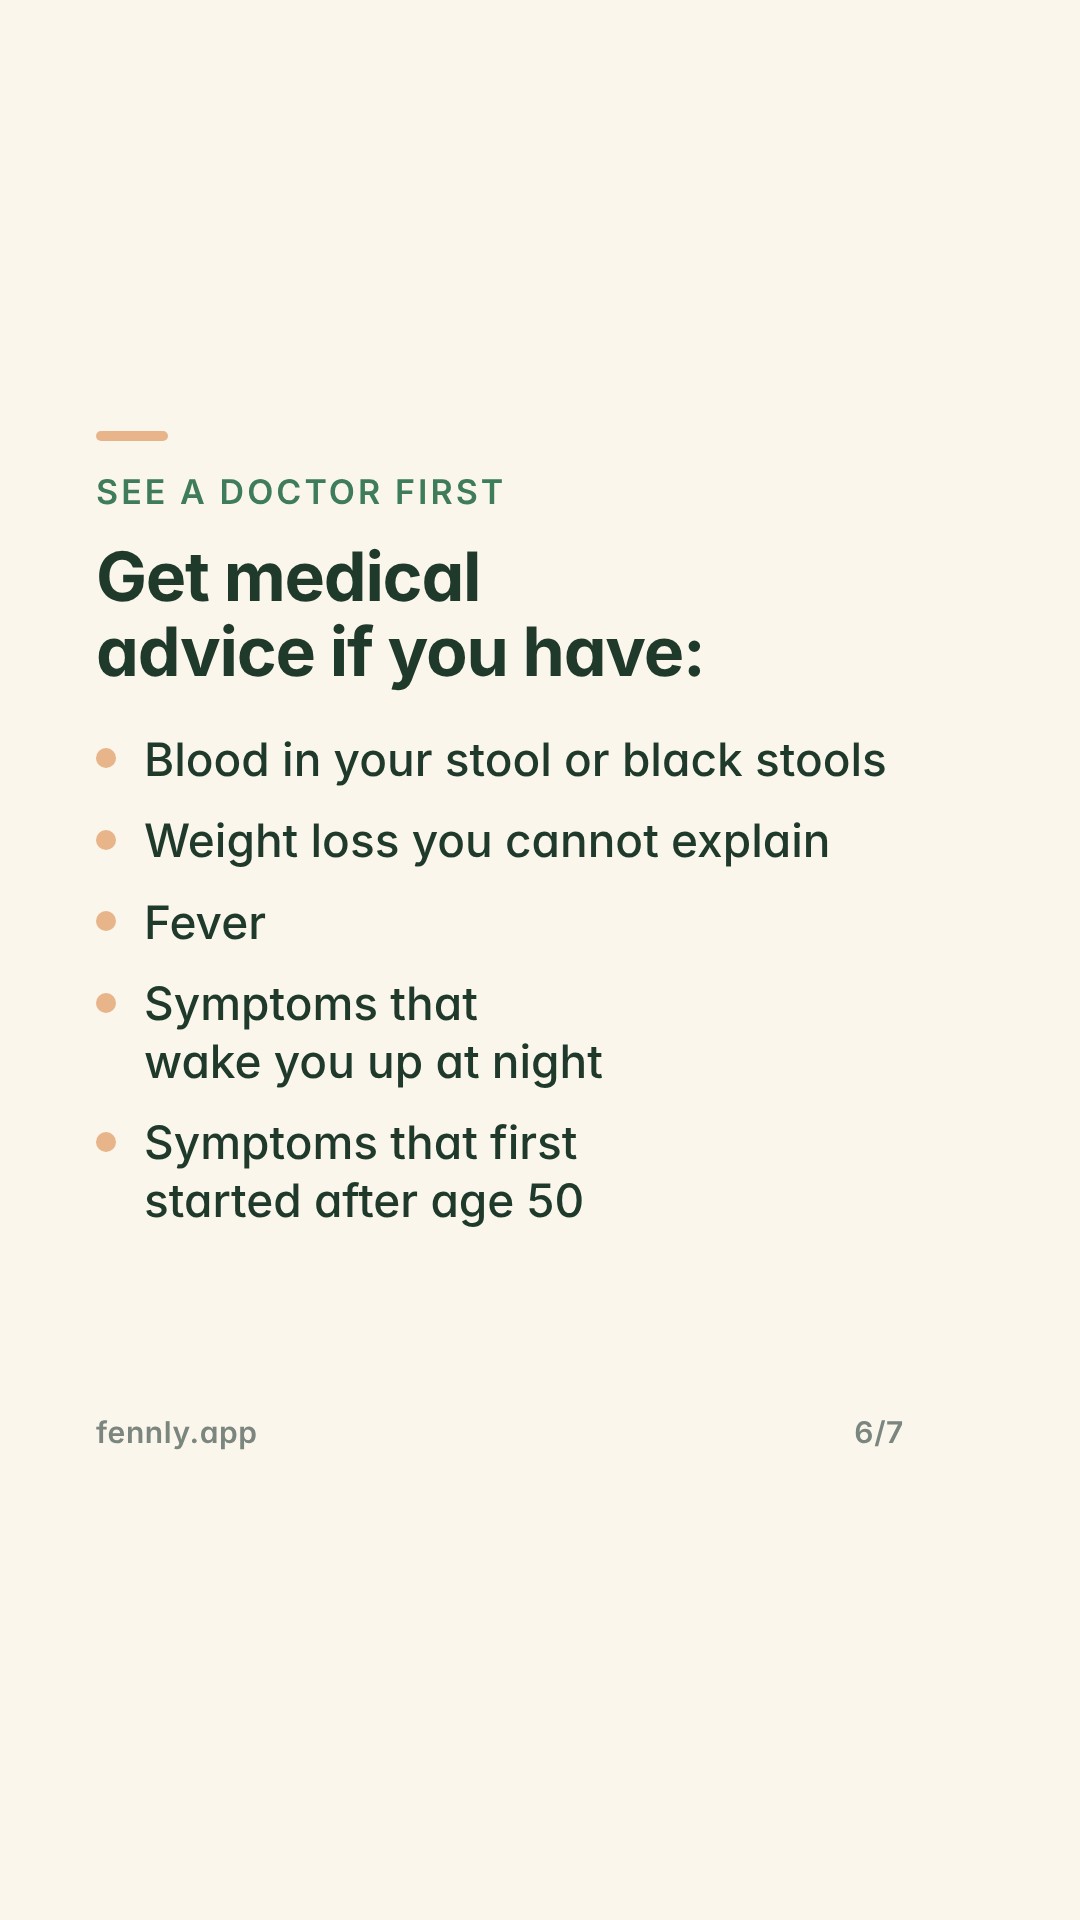 SEE A DOCTOR FIRST
Get medical
advice if you have:
Blood in your stool or black stools
Weight loss you cannot explain
Fever
Symptoms that
wake you up at night
Symptoms that first
started after age 50
fennly.app 6/7